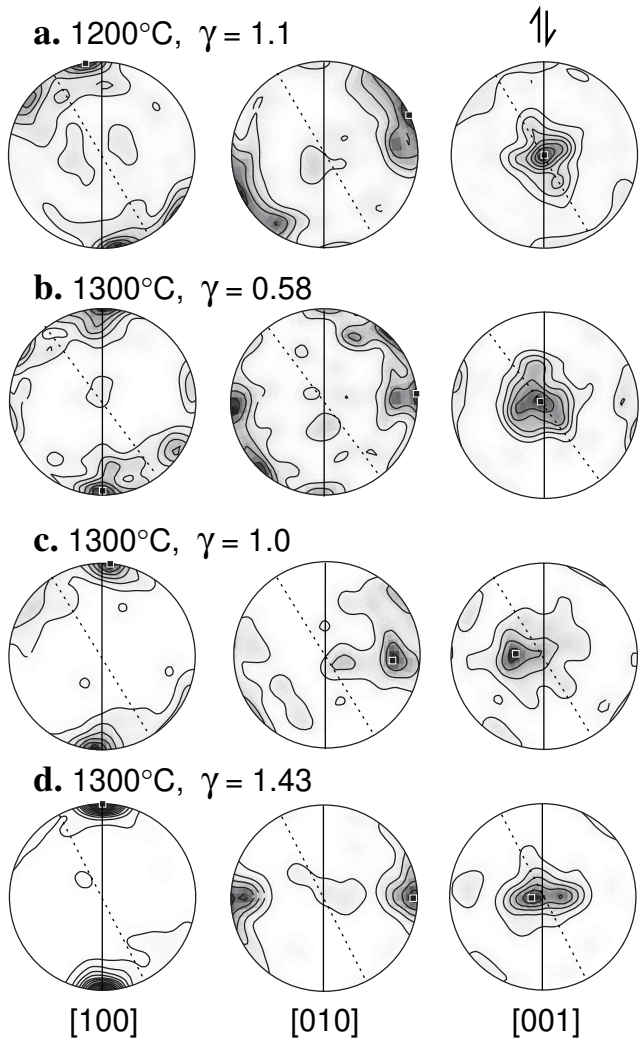 a. 1200°C, γ = 1.1
b. 1300°C, γ = 0.58
c. 1300°C, γ = 1.0
d. 1300°C, γ = 1.43
[100] [010] [001]